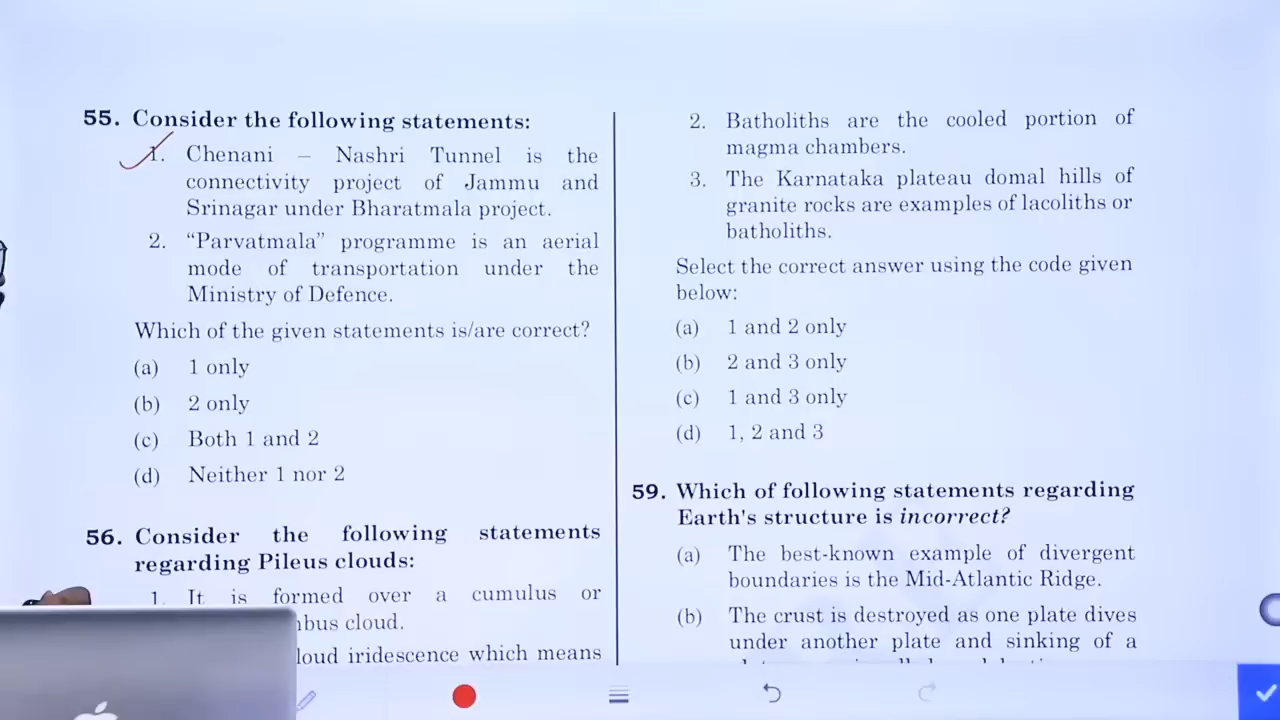 55. Consider the following statements:
1. Chenani – Nashri Tunnel is the
connectivity project of Jammu and
Srinagar under Bharatmala project.
2. “Parvatmala” programme is an aerial
mode of transportation under the
Ministry of Defence.
Which of the given statements is/are correct?
(a) 1 only
(b) 2 only
(c) Both 1 and 2
(d) Neither 1 nor 2
56. Consider the following statements
regarding Pileus clouds:
1. It is formed over a cumulus or
cloud.
iridescence which means
2. Batholiths are the cooled portion of
magma chambers.
3. The Karnataka plateau domal hills of
granite rocks are examples of lacoliths or
batholiths.
Select the correct answer using the code given
below:
(a) 1 and 2 only
(b) 2 and 3 only
(c) 1 and 3 only
(d) 1, 2 and 3
59. Which of following statements regarding
Earth's structure is incorrect?
(a) The best-known example of divergent
boundaries is the Mid-Atlantic Ridge.
(b) The crust is destroyed as one plate dives
under another plate and sinking of a